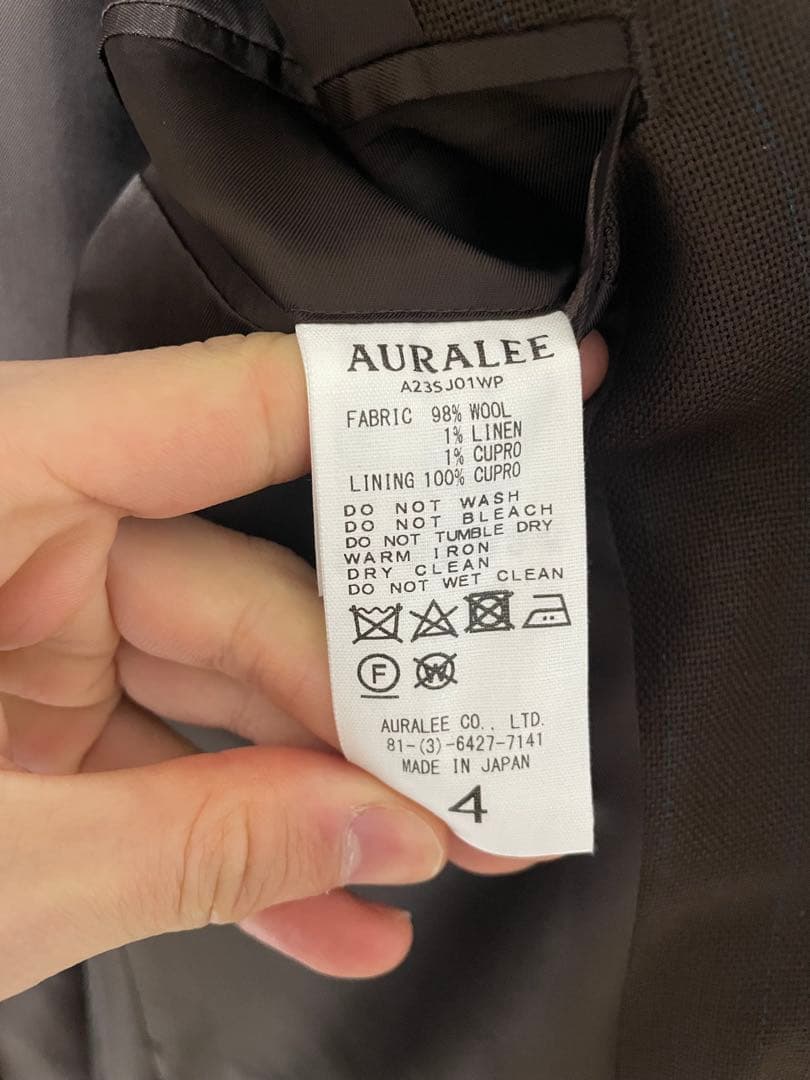 AURALEE
A23SJ01WP
FABRIC 98% WOOL
1% LINEN
1% CUPRO
LINING 100% CUPRO
DO NOT WASH
DO NOT BLEACH
DO NOT TUMBLE DRY
WARM IRON
DRY CLEAN
DO NOT WET CLEAN
F W
AURALEE CO., LTD.
81-(3)-6427-7141
MADE IN JAPAN
4